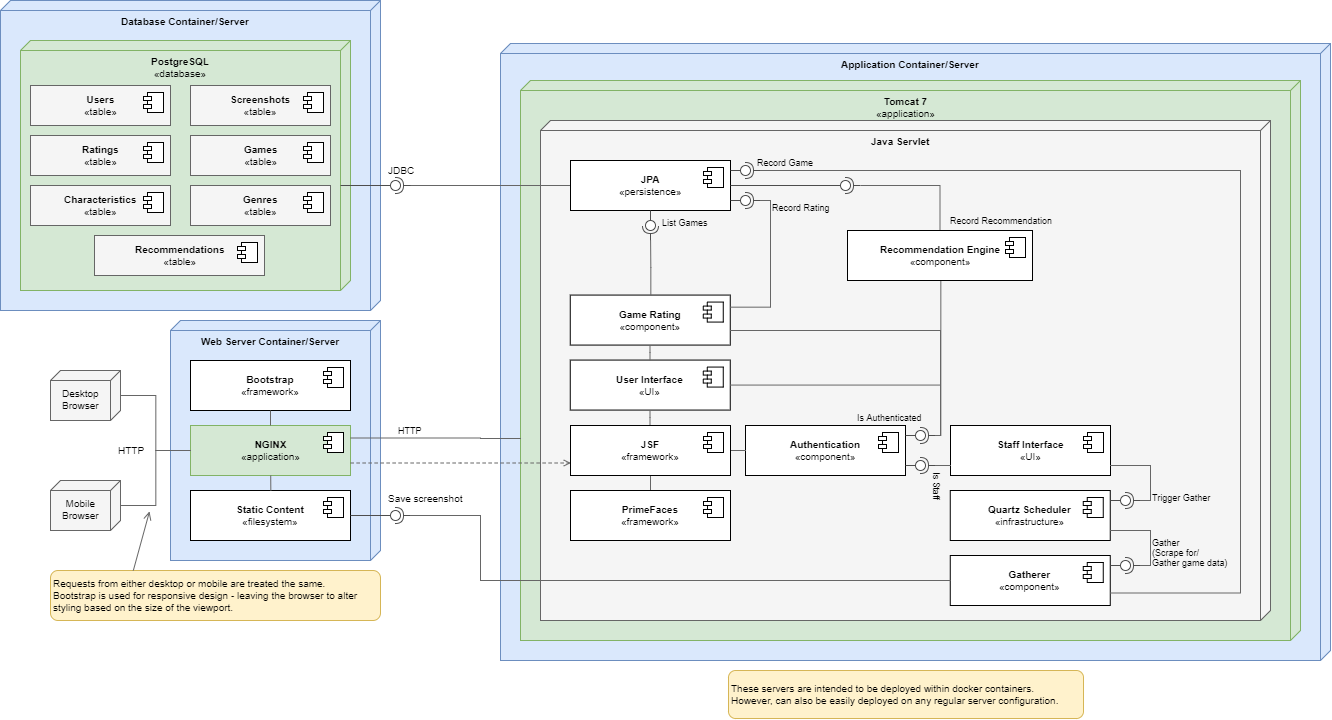 Database Container/Server
PostgreSQL
«database»
Users
«table»
Screenshots
«table»
Ratings
«table»
Games
«table»
Characteristics
«table»
Genres
«table»
Recommendations
«table»
JDBC
Application Container/Server
Tomcat 7
«application»
Java Servlet
JPA
«persistence»
Record Game
Record Rating
List Games
Record Recommendation
Recommendation Engine
«component»
Game Rating
«component»
User Interface
«UI»
JSF
«framework»
PrimeFaces
«framework»
Is Authenticated
Authentication
«component»
Is Staff
Staff Interface
«UI»
Trigger Gather
Quartz Scheduler
«infrastructure»
Gather
(Scrape for/
Gather game data)
Gatherer
«component»
Web Server Container/Server
Bootstrap
«framework»
NGINX
«application»
Static Content
«filesystem»
HTTP
Save screenshot
Desktop
Browser
HTTP
Mobile
Browser
Requests from either desktop or mobile are treated the same.
Bootstrap is used for responsive design - leaving the browser to alter
styling based on the size of the viewport.
These servers are intended to be deployed within docker containers.
However, can also be easily deployed on any regular server configuration.